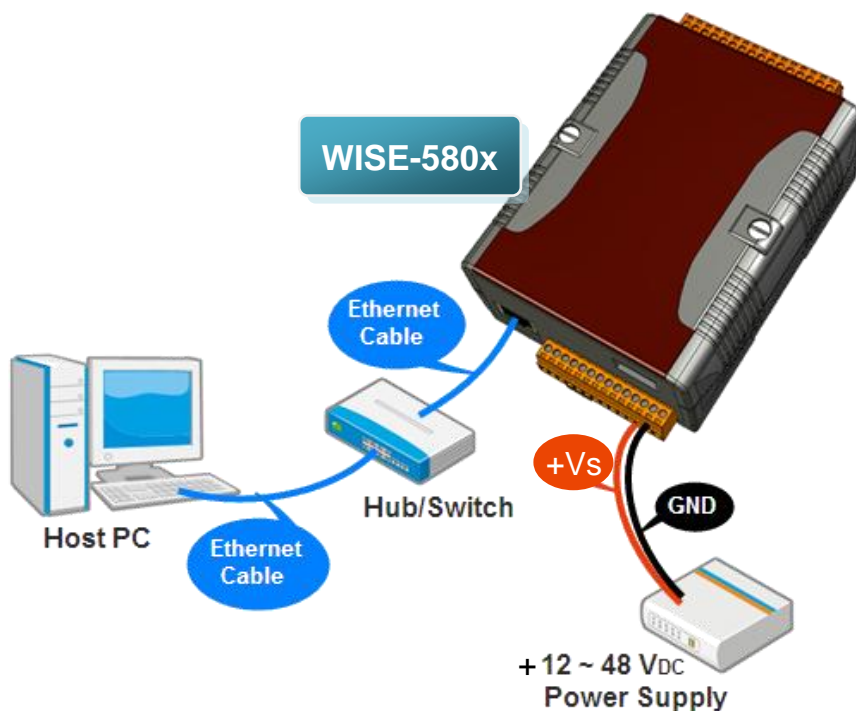 WISE-580x
Ethernet
Cable
Host PC
Ethernet
Cable
Hub/Switch
+Vs
GND
+ 12 ~ 48 VDC
Power Supply